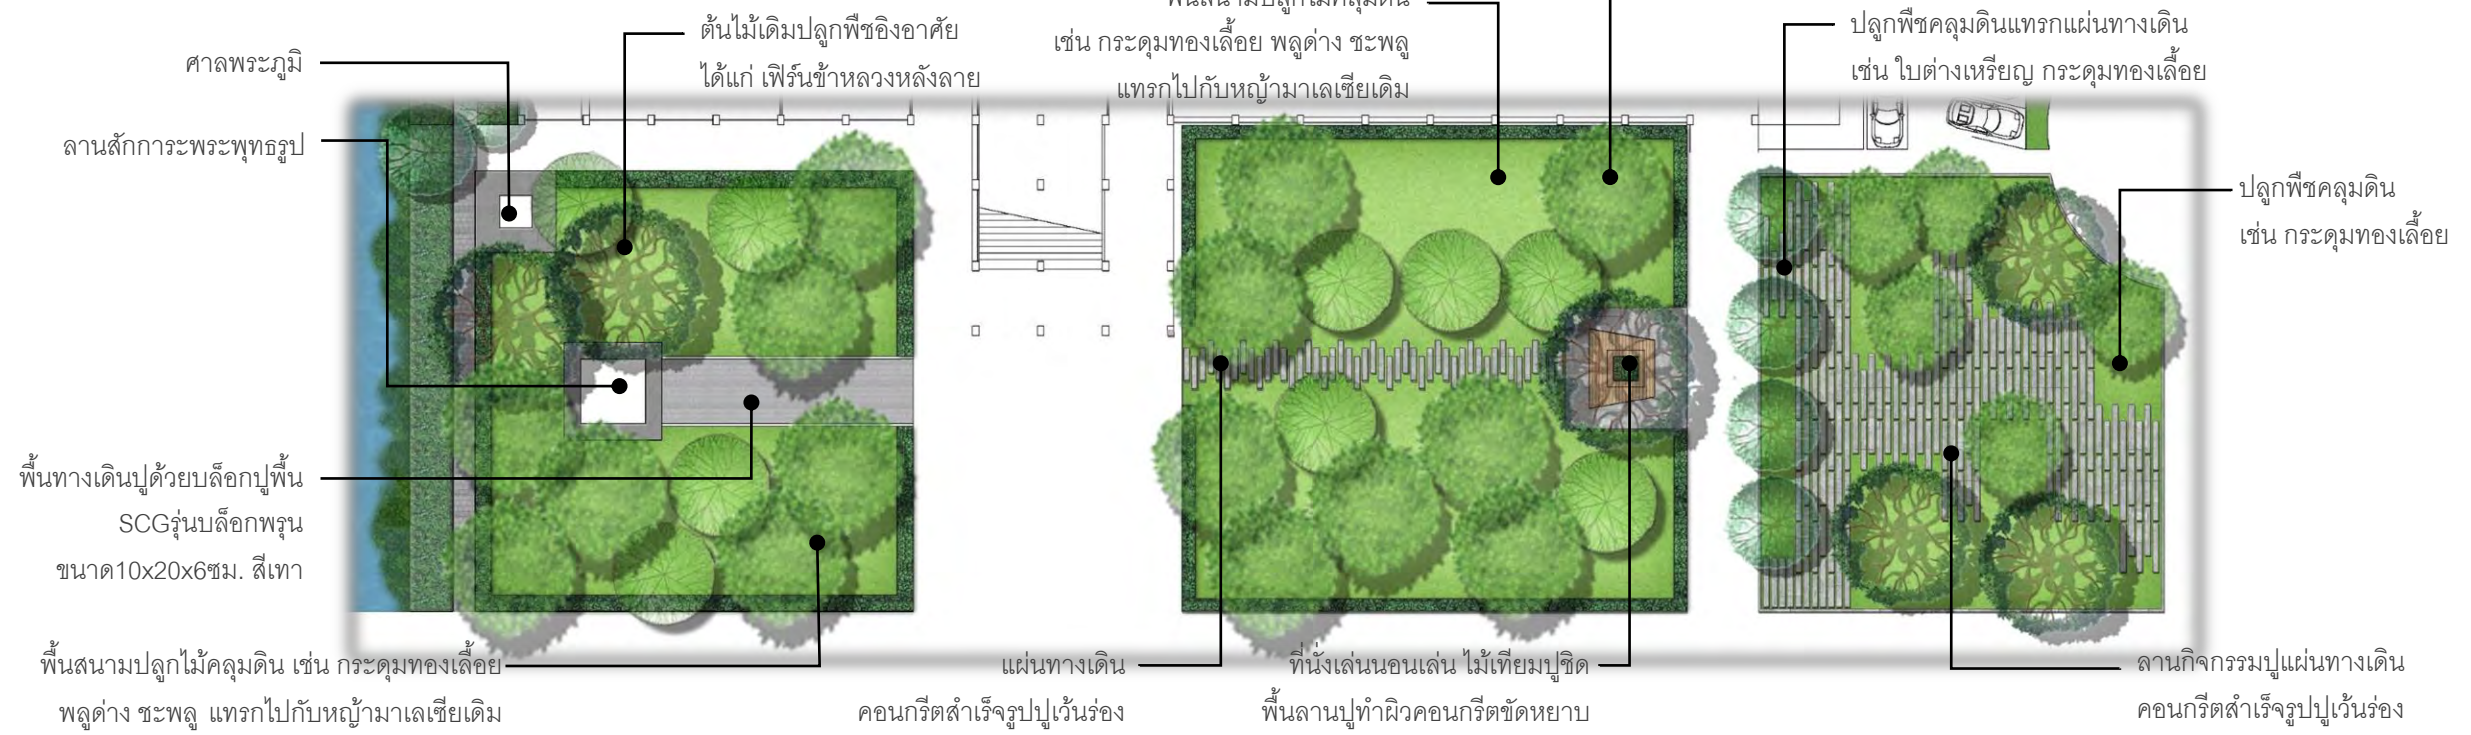 ศาลพระภูมิ
ลานสักการะพระพุทธรูป
พื้นทางเดินปูด้วยบล็อกปูพื้น
SCGรุ่นบล็อกพรุน
ขนาด10x20x6ซม. สีเทา
พื้นสนามปลูกไม้คลุมดิน เช่น กระดุมทองเลื้อย
พลูด่าง ชะพลู แทรกไปกับหญ้ามาเลเซียเดิม
ต้นไม้เดิมปลูกพืชอิงอาศัย
ได้แก่ เฟิร์นข้าหลวงหลังลาย
พื้นสนามปลูกไม้คลุมดิน
เช่น กระดุมทองเลื้อย พลูด่าง ชะพลู
แทรกไปกับหญ้ามาเลเซียเดิม
แผ่นทางเดิน
คอนกรีตสำเร็จรูปปูเว้นร่อง
ที่นั่งเล่นนอนเล่น ไม้เทียมปูชิด
พื้นลานปูทำผิวคอนกรีตขัดหยาบ
ปลูกพืชคลุมดินแทรกแผ่นทางเดิน
เช่น ใบต่างเหรียญ กระดุมทองเลื้อย
ปลูกพืชคลุมดิน
เช่น กระดุมทองเลื้อย
ลานกิจกรรมปูแผ่นทางเดิน
คอนกรีตสำเร็จรูปปูเว้นร่อง